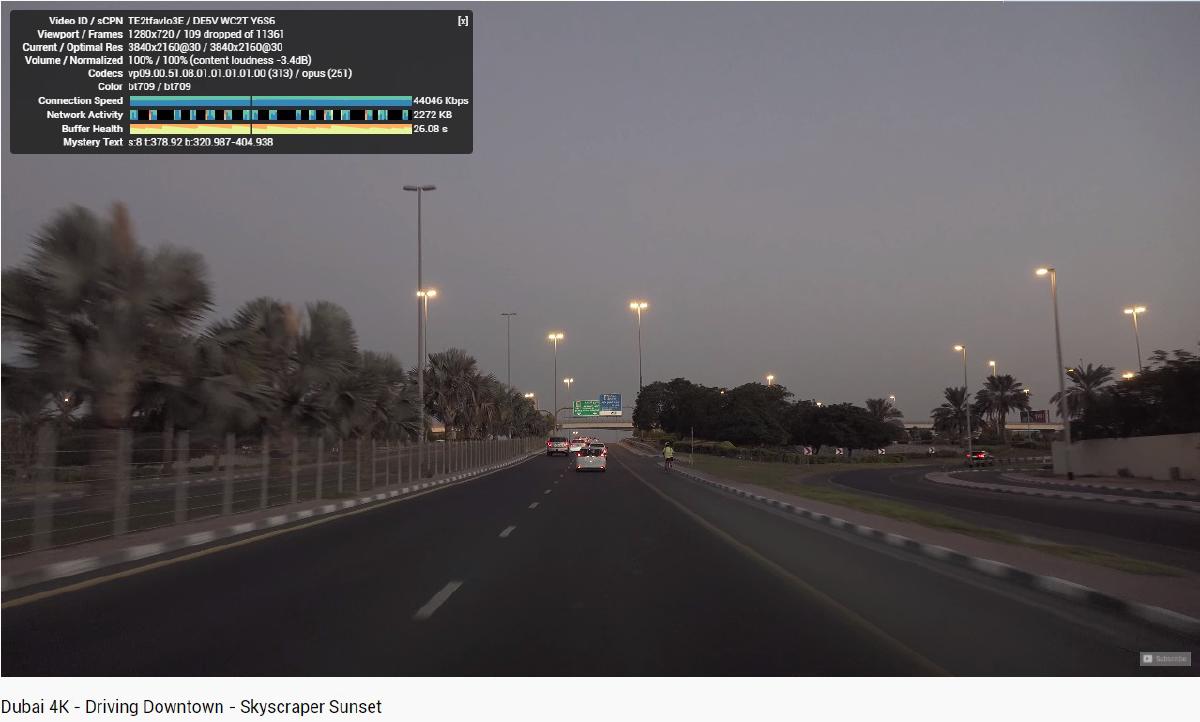 Video ID / sCPN TE2tfavIo3E / DE5V WC2T Y6S6 [x]
Viewport / Frames 1280x720 / 109 dropped of 11361
Current / Optimal Res 3840x2160@30 / 3840x2160@30
Volume / Normalized 100% / 100% (content loudness -3.4dB)
Codecs vp09.00.51.08.01.01.01.01.00 (313) / opus (251)
Color bt709 / bt709
Connection Speed 44046 Kbps
Network Activity 2272 KB
Buffer Health 26.08 s
Mystery Text s:8 t:378.92 b:320.987-404.938
Subscribe
Dubai 4K - Driving Downtown - Skyscraper Sunset